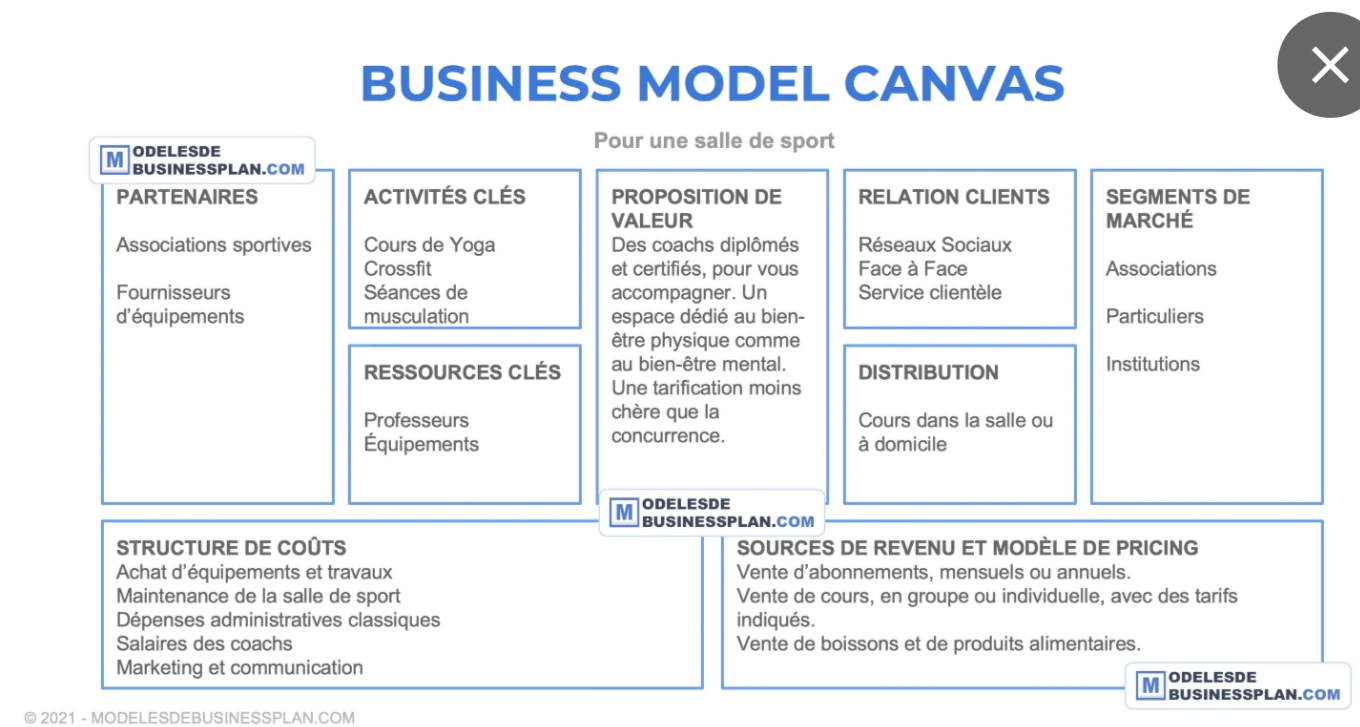 BUSINESS MODEL CANVAS
Pour une salle de sport
MODELESDE
BUSINESSPLAN.COM
PARTENAIRES
Associations sportives
Fournisseurs
d'équipements
ACTIVITÉS CLÉS
Cours de Yoga
Crossfit
Séances de
musculation
RESSOURCES CLÉS
Professeurs
Équipements
PROPOSITION DE
VALEUR
Des coachs diplômés
et certifiés, pour vous
accompagner. Un
espace dédié au bien-
être physique comme
au bien-être mental.
Une tarification moins
chère que la
concurrence.
RELATION CLIENTS
Réseaux Sociaux
Face à Face
Service clientèle
DISTRIBUTION
Cours dans la salle ou
à domicile
SEGMENTS DE
MARCHÉ
Associations
Particuliers
Institutions
MODELESDE
BUSINESSPLAN.COM
STRUCTURE DE COÛTS
Achat d'équipements et travaux
Maintenance de la salle de sport
Dépenses administratives classiques
Salaires des coachs
Marketing et communication
SOURCES DE REVENU ET MODÈLE DE PRICING
Vente d'abonnements, mensuels ou annuels.
Vente de cours, en groupe ou individuelle, avec des tarifs
indiqués.
Vente de boissons et de produits alimentaires.
MODELESDE
BUSINESSPLAN.COM
© 2021 - MODELESDEBUSINESSPLAN.COM